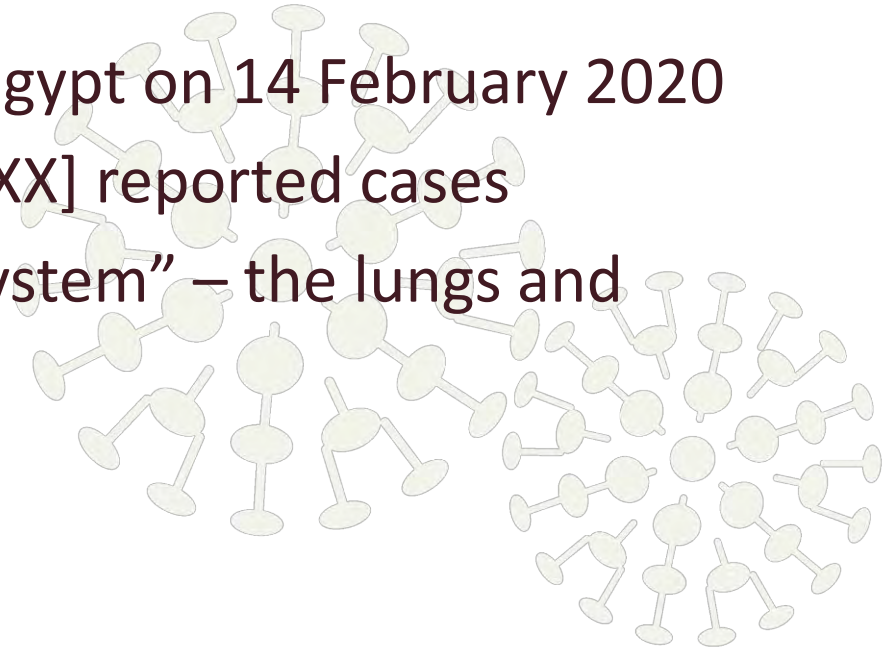 gypt on 14 February 2020
XX] reported cases
ystem” – the lungs and